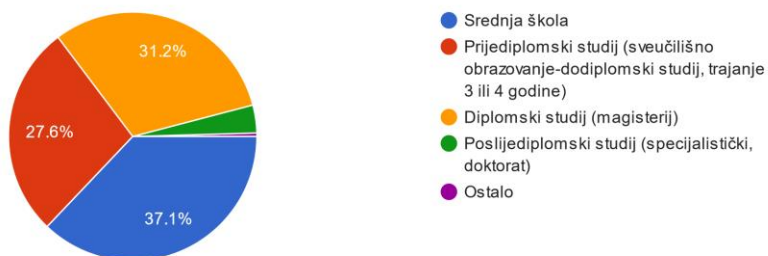 31.2%
27.6%
37.1%
Srednja škola
Prijediplomski studij (sveučilišno
obrazovanje-dodiplomski studij, trajanje
3 ili 4 godine)
Diplomski studij (magisterij)
Poslijediplomski studij (specijalistički,
doktorat)
Ostalo